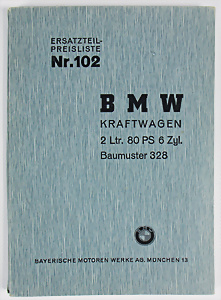 ERSATZTEIL-
PREISLISTE
Nr. 102
BMW
KRAFTWAGEN
2 Ltr. 80 PS 6 Zyl.
Baumuster 328
BMW
BAYERISCHE MOTOREN WERKE AG. MÜNCHEN 13